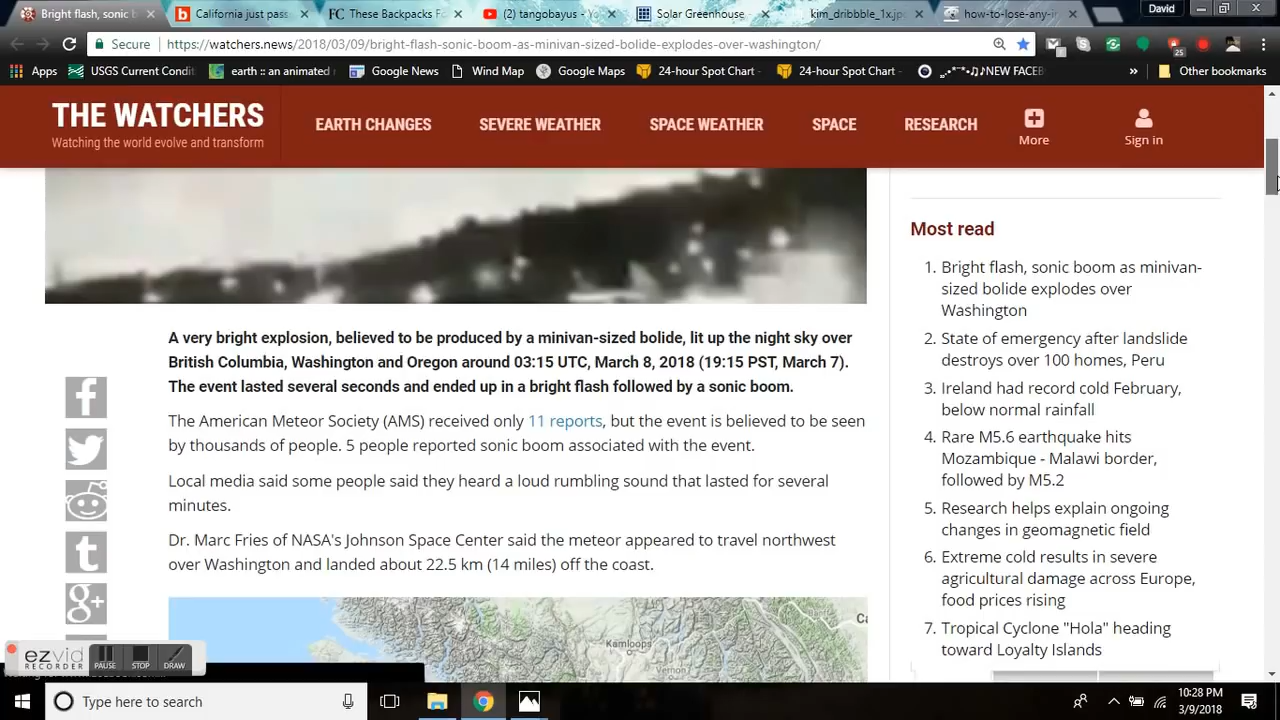 Bright flash, sonic b
California just pass
FC These Backpacks Fo
(2) tangobayus - Yo
Solar Greenhouse
kim_dribbble_1x.jp
how-to-lose-any-i
David
Secure
https://watchers.news/2018/03/09/bright-flash-sonic-boom-as-minivan-sized-bolide-explodes-over-washington/
25
Apps
USGS Current Condi
earth :: an animated
Google News
Wind Map
Google Maps
24-hour Spot Chart -
24-hour Spot Chart -
NEW FACEB
»
Other bookmarks
THE WATCHERS
Watching the world evolve and transform
EARTH CHANGES
SEVERE WEATHER
SPACE WEATHER
SPACE
RESEARCH
More
Sign in
A very bright explosion, believed to be produced by a minivan-sized bolide, lit up the night sky over
British Columbia, Washington and Oregon around 03:15 UTC, March 8, 2018 (19:15 PST, March 7).
The event lasted several seconds and ended up in a bright flash followed by a sonic boom.
The American Meteor Society (AMS) received only 11 reports, but the event is believed to be seen
by thousands of people. 5 people reported sonic boom associated with the event.
Local media said some people said they heard a loud rumbling sound that lasted for several
minutes.
Dr. Marc Fries of NASA's Johnson Space Center said the meteor appeared to travel northwest
over Washington and landed about 22.5 km (14 miles) off the coast.
Kamloops
Vernon
Ca
Most read
1. Bright flash, sonic boom as minivan-
sized bolide explodes over
Washington
2. State of emergency after landslide
destroys over 100 homes, Peru
3. Ireland had record cold February,
below normal rainfall
4. Rare M5.6 earthquake hits
Mozambique - Malawi border,
followed by M5.2
5. Research helps explain ongoing
changes in geomagnetic field
6. Extreme cold results in severe
agricultural damage across Europe,
food prices rising
7. Tropical Cyclone "Hola" heading
toward Loyalty Islands
ezvid
RECORDER
PAUSE
STOP
DRAW
Type here to search
10:28 PM
3/9/2018